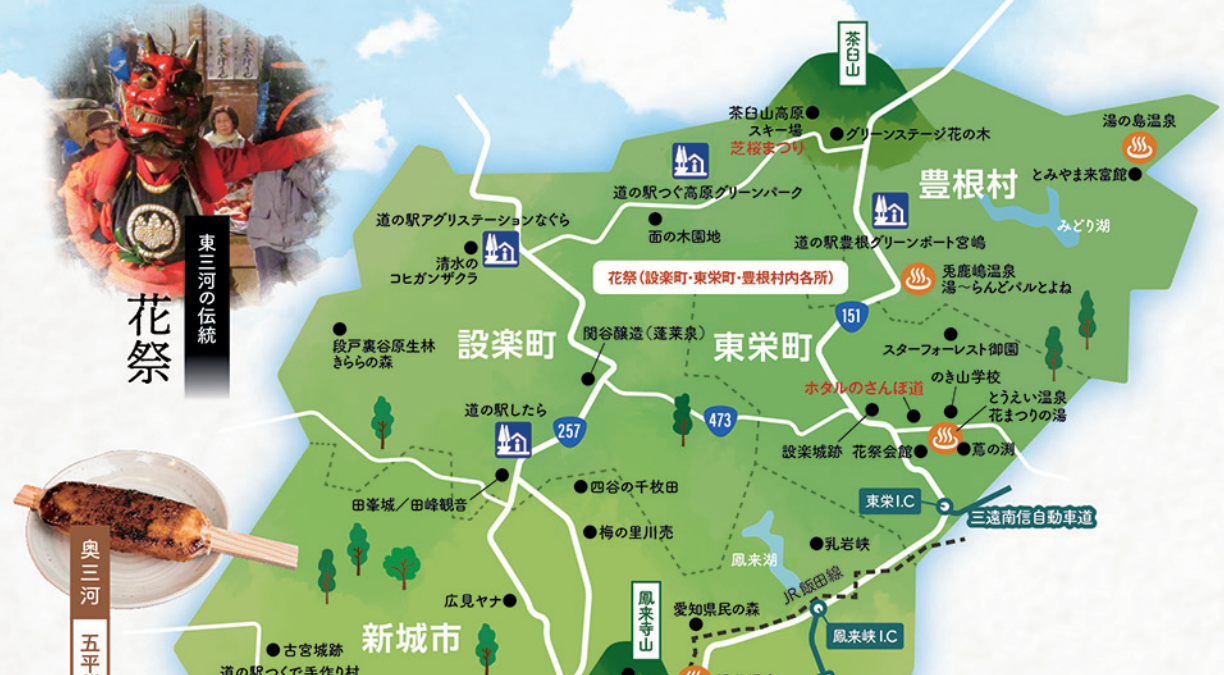 茶臼山
茶臼山高原
スキー場
芝桜まつり
グリーンステージ花の木
湯の島温泉
とみやま来富館
豊根村
みどり湖
道の駅つぐ高原グリーンパーク
面の木園地
道の駅豊根グリーンポート宮嶋
道の駅アグリステーションなぐら
清水の
コヒガンザクラ
花祭(設楽町・東栄町・豊根村内各所)
兎鹿嶋温泉
湯〜らんどパルとよね
東三河の伝統
花祭
151
段戸裏谷原生林
きららの森
設楽町
関谷醸造(蓬莱泉)
東栄町
スターフォーレスト御園
のき山学校
ホタルのさんぽ道
とうえい温泉
花まつりの湯
道の駅したら
257
473
設楽城跡
花祭会館
蔦の渕
田峯城/田峰観音
四谷の千枚田
東栄I.C
三遠南信自動車道
梅の里川売
乳岩峡
鳳来湖
奥三河
五平
JR飯田線
広見ヤナ
鳳来寺山
愛知県民の森
鳳来峡I.C
新城市
古宮城跡
道の駅つくで手作り村